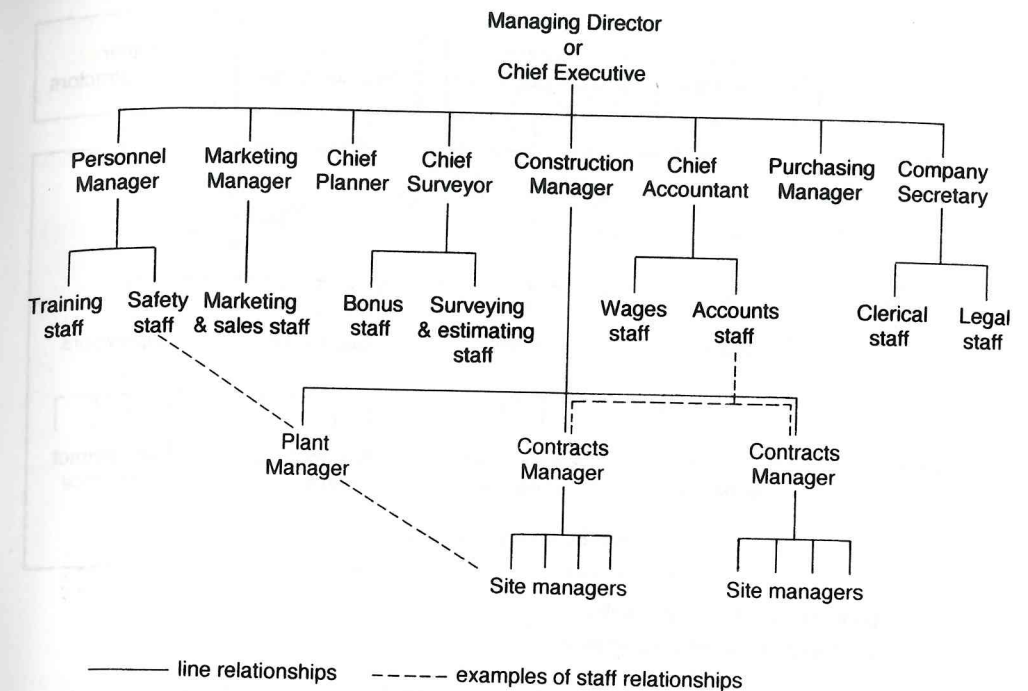 Managing Director
or
Chief Executive
Personnel
Manager
Marketing
Manager
Chief
Planner
Chief
Surveyor
Construction
Manager
Chief
Accountant
Purchasing
Manager
Company
Secretary
Training
staff
Safety
staff
Marketing
& sales staff
Bonus
staff
Surveying
& estimating
staff
Wages
staff
Accounts
staff
Clerical
staff
Legal
staff
Plant
Manager
Contracts
Manager
Contracts
Manager
Site managers
Site managers
line relationships
examples of staff relationships